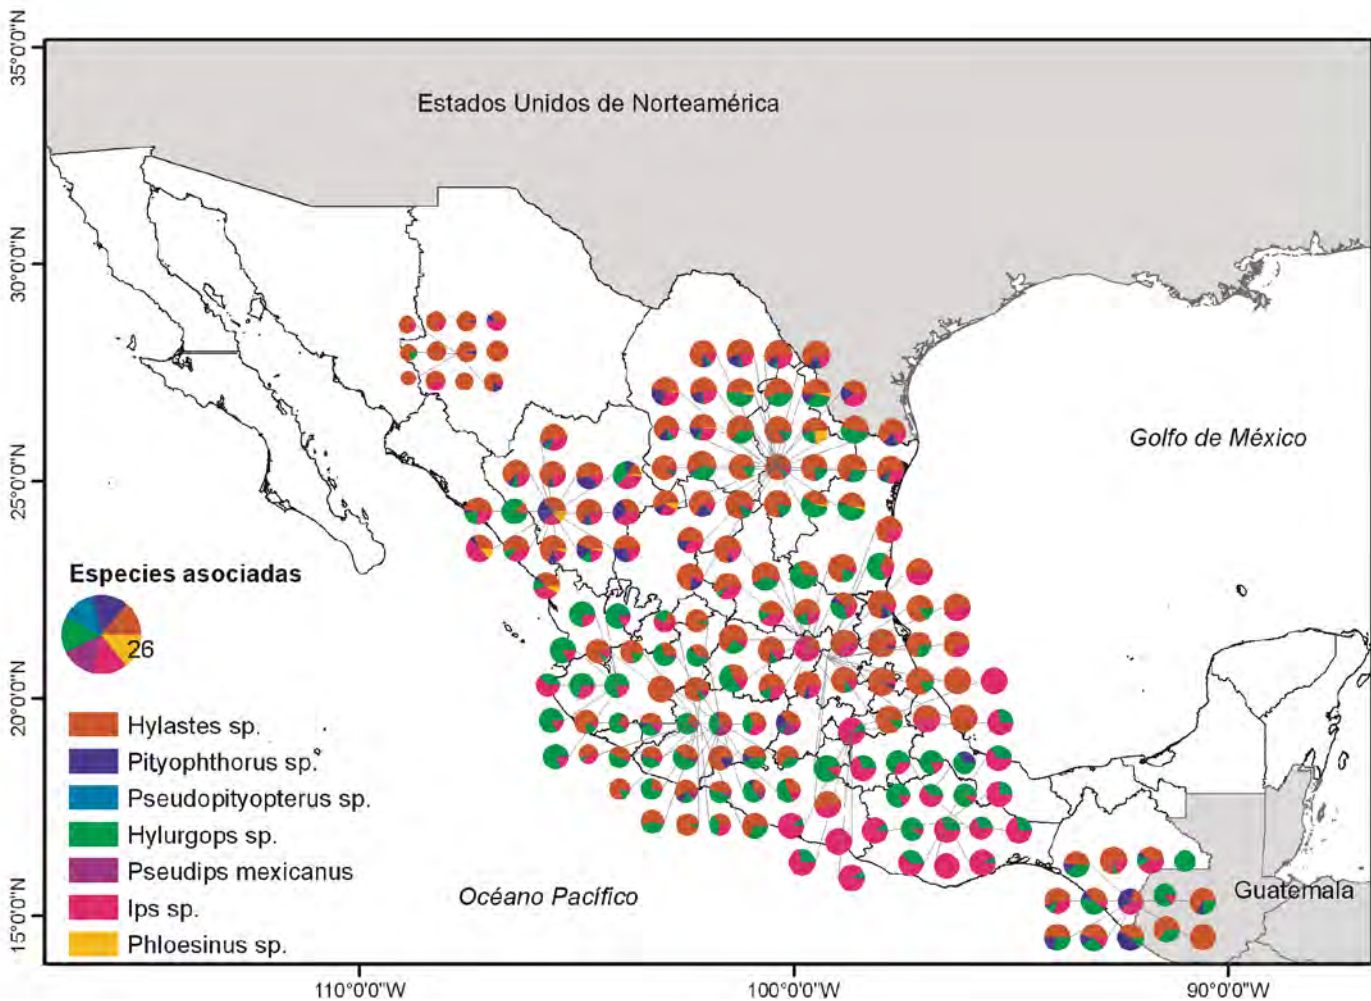 35°0'0"N
Estados Unidos de Norteamérica
30°0'0"N
Golfo de México
25°0'0"N
Especies asociadas
26
20°0'0"N
Hylastes sp.
Pityophthorus sp.
Pseudopityopterus sp.
Hylurgops sp.
Pseudips mexicanus
Ips sp.
Phloesinus sp.
Océano Pacífico
Guatemala
15°0'0"N
110°0'0"W
100°0'0"W
90°0'0"W